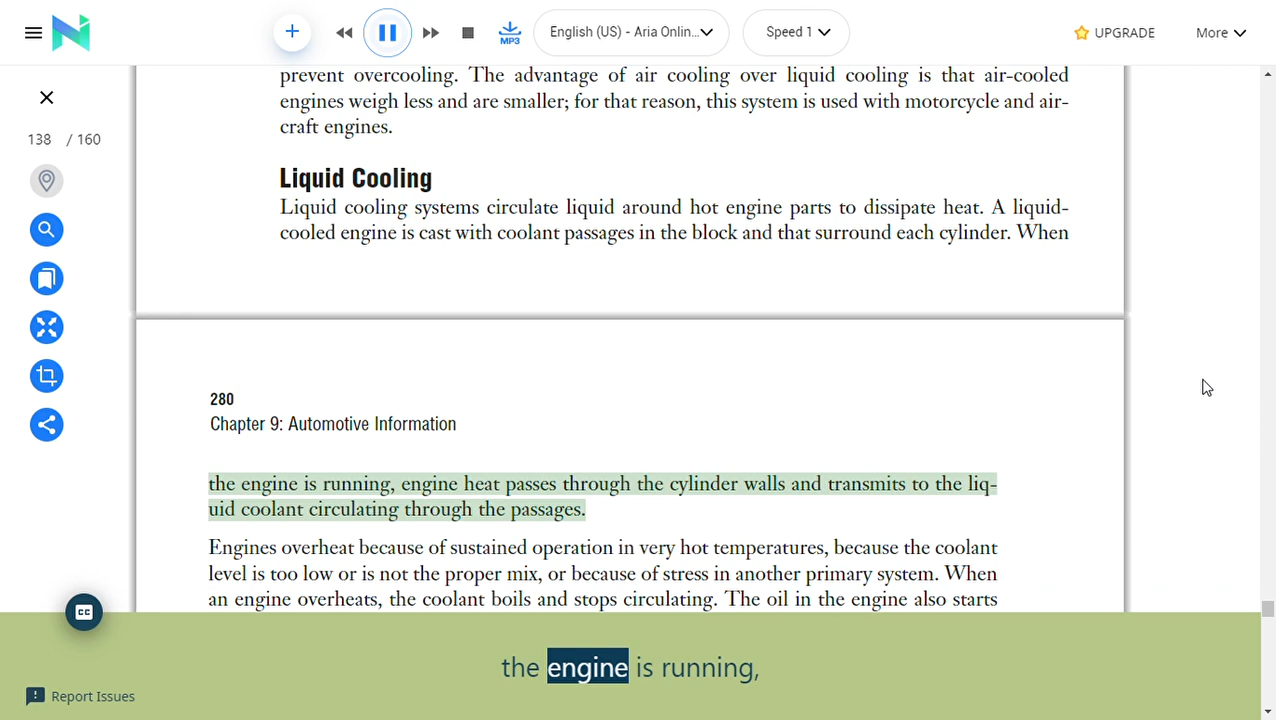 MP3
English (US) - Aria Onlin...
Speed 1
UPGRADE
More
138 / 160
prevent overcooling. The advantage of air cooling over liquid cooling is that air-cooled
engines weigh less and are smaller; for that reason, this system is used with motorcycle and air-
craft engines.
Liquid Cooling
Liquid cooling systems circulate liquid around hot engine parts to dissipate heat. A liquid-
cooled engine is cast with coolant passages in the block and that surround each cylinder. When
280
Chapter 9: Automotive Information
the engine is running, engine heat passes through the cylinder walls and transmits to the liq-
uid coolant circulating through the passages.
Engines overheat because of sustained operation in very hot temperatures, because the coolant
level is too low or is not the proper mix, or because of stress in another primary system. When
an engine overheats, the coolant boils and stops circulating. The oil in the engine also starts
CC
the engine is running,
Report Issues